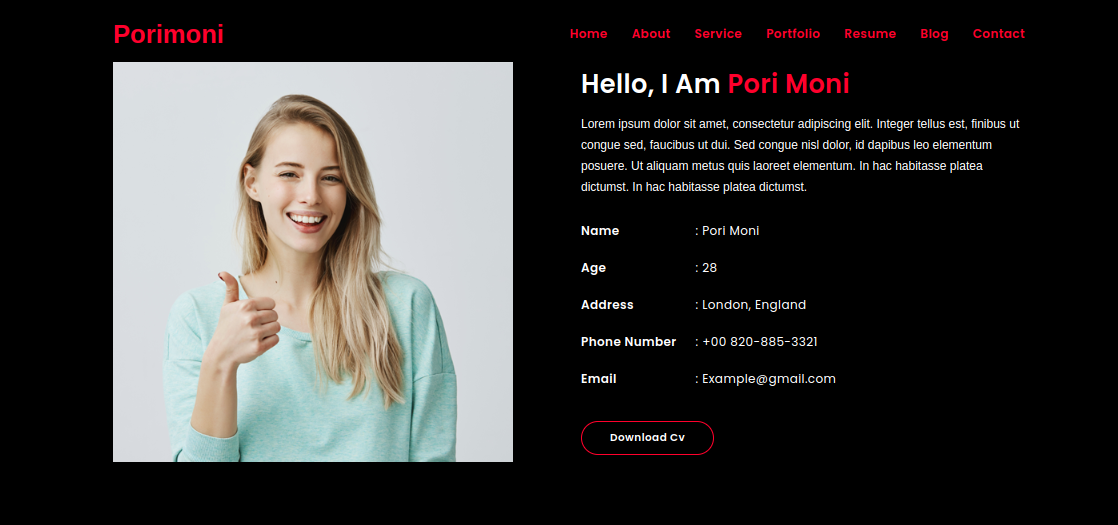 Porimoni
Home About Service Portfolio Resume Blog Contact
Hello, I Am Pori Moni
Lorem ipsum dolor sit amet, consectetur adipiscing elit. Integer tellus est, finibus ut
congue sed, faucibus ut dui. Sed congue nisl dolor, id dapibus leo elementum
posuere. Ut aliquam metus quis laoreet elementum. In hac habitasse platea
dictumst. In hac habitasse platea dictumst.
Name : Pori Moni
Age : 28
Address : London, England
Phone Number : +00 820-885-3321
Email : Example@gmail.com
Download Cv